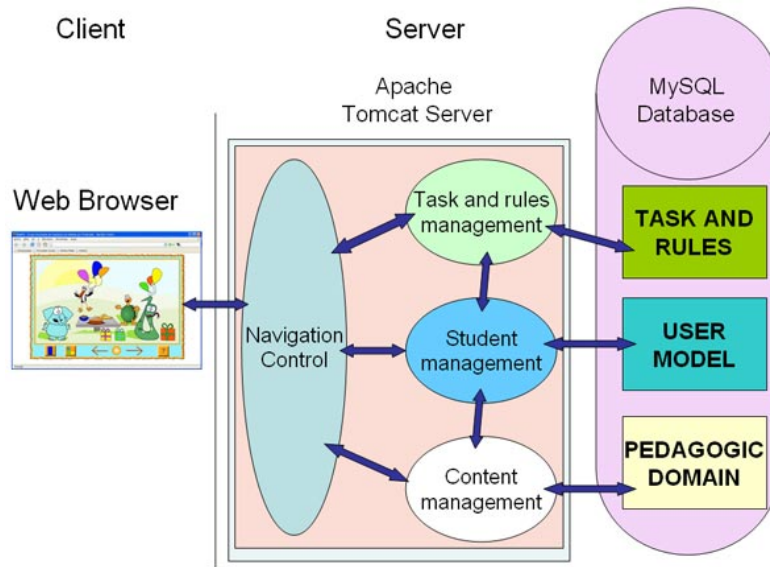 Client
Server
Apache
Tomcat Server
MySQL
Database
Web Browser
Navigation
Control
Task and rules
management
Student
management
Content
management
TASK AND
RULES
USER
MODEL
PEDAGOGIC
DOMAIN